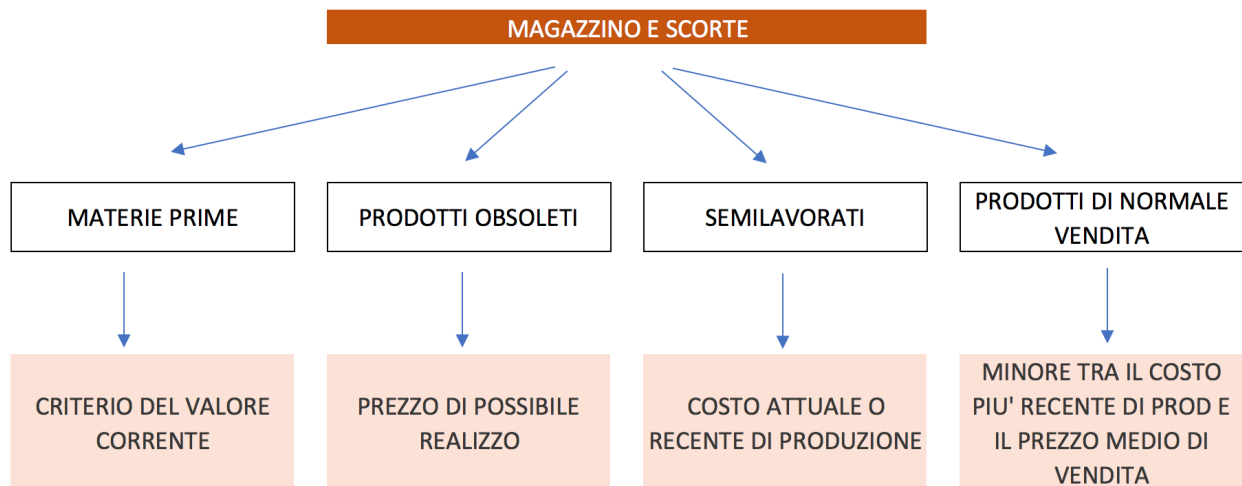 MAGAZZINO E SCORTE
MATERIE PRIME
PRODOTTI OBSOLETI
SEMILAVORATI
PRODOTTI DI NORMALE
VENDITA
CRITERIO DEL VALORE
CORRENTE
PREZZO DI POSSIBILE
REALIZZO
COSTO ATTUALE O
RECENTE DI PRODUZIONE
MINORE TRA IL COSTO
PIU' RECENTE DI PROD E
IL PREZZO MEDIO DI
VENDITA